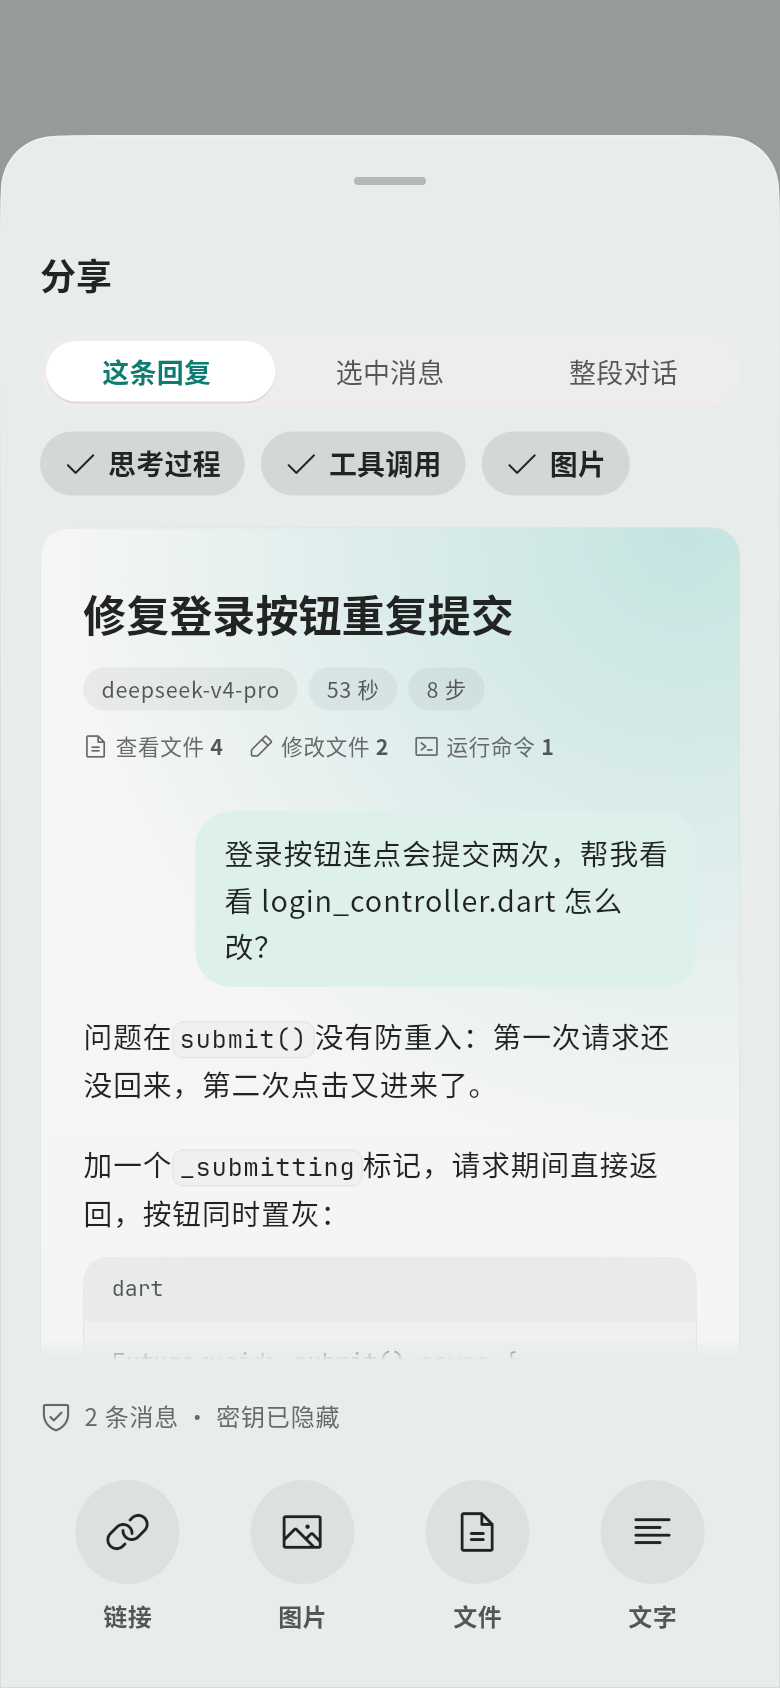 分享
这条回复 选中消息 整段对话
思考过程 工具调用 图片
修复登录按钮重复提交
deepseek-v4-pro 53 秒 8 步
查看文件 4 修改文件 2 运行命令 1
登录按钮连点会提交两次，帮我看
看 login_controller.dart 怎么
改？
问题在 submit() 没有防重入：第一次请求还
没回来，第二次点击又进来了。
加一个 _submitting 标记，请求期间直接返
回，按钮同时置灰：
dart
Future<void> submit() async {
2 条消息 · 密钥已隐藏
链接 图片 文件 文字